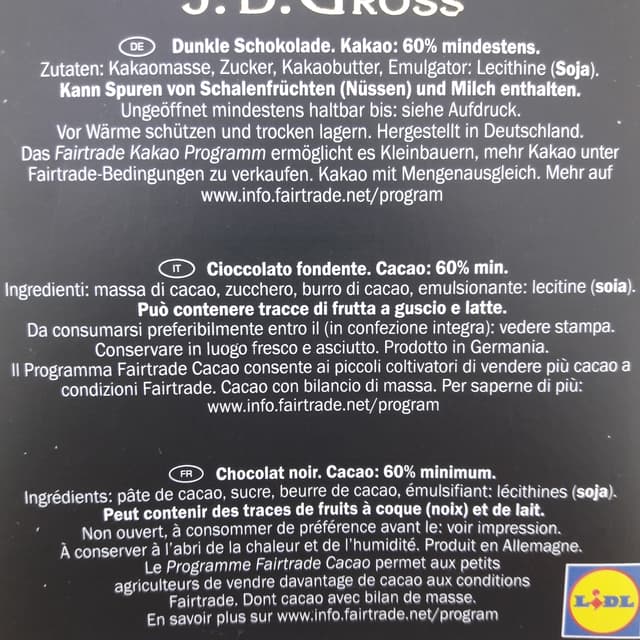 J. D. GROSS
DE Dunkle Schokolade. Kakao: 60% mindestens.
Zutaten: Kakaomasse, Zucker, Kakaobutter, Emulgator: Lecithine (Soja).
Kann Spuren von Schalenfrüchten (Nüssen) und Milch enthalten.
Ungeöffnet mindestens haltbar bis: siehe Aufdruck.
Vor Wärme schützen und trocken lagern. Hergestellt in Deutschland.
Das Fairtrade Kakao Programm ermöglicht es Kleinbauern, mehr Kakao unter
Fairtrade-Bedingungen zu verkaufen. Kakao mit Mengenausgleich. Mehr auf
www.info.fairtrade.net/program
IT Cioccolato fondente. Cacao: 60% min.
Ingredienti: massa di cacao, zucchero, burro di cacao, emulsionante: lecitine (soia).
Può contenere tracce di frutta a guscio e latte.
Da consumarsi preferibilmente entro il (in confezione integra): vedere stampa.
Conservare in luogo fresco e asciutto. Prodotto in Germania.
Il Programma Fairtrade Cacao consente ai piccoli coltivatori di vendere più cacao a
condizioni Fairtrade. Cacao con bilancio di massa. Per saperne di più:
www.info.fairtrade.net/program
FR Chocolat noir. Cacao: 60% minimum.
Ingrédients: pâte de cacao, sucre, beurre de cacao, émulsifiant: lécithines (soja).
Peut contenir des traces de fruits à coque (noix) et de lait.
Non ouvert, à consommer de préférence avant le: voir impression.
À conserver à l'abri de la chaleur et de l'humidité. Produit en Allemagne.
Le Programme Fairtrade Cacao permet aux petits
agriculteurs de vendre davantage de cacao aux conditions
Fairtrade. Dont cacao avec bilan de masse.
En savoir plus sur www.info.fairtrade.net/program
LIDL